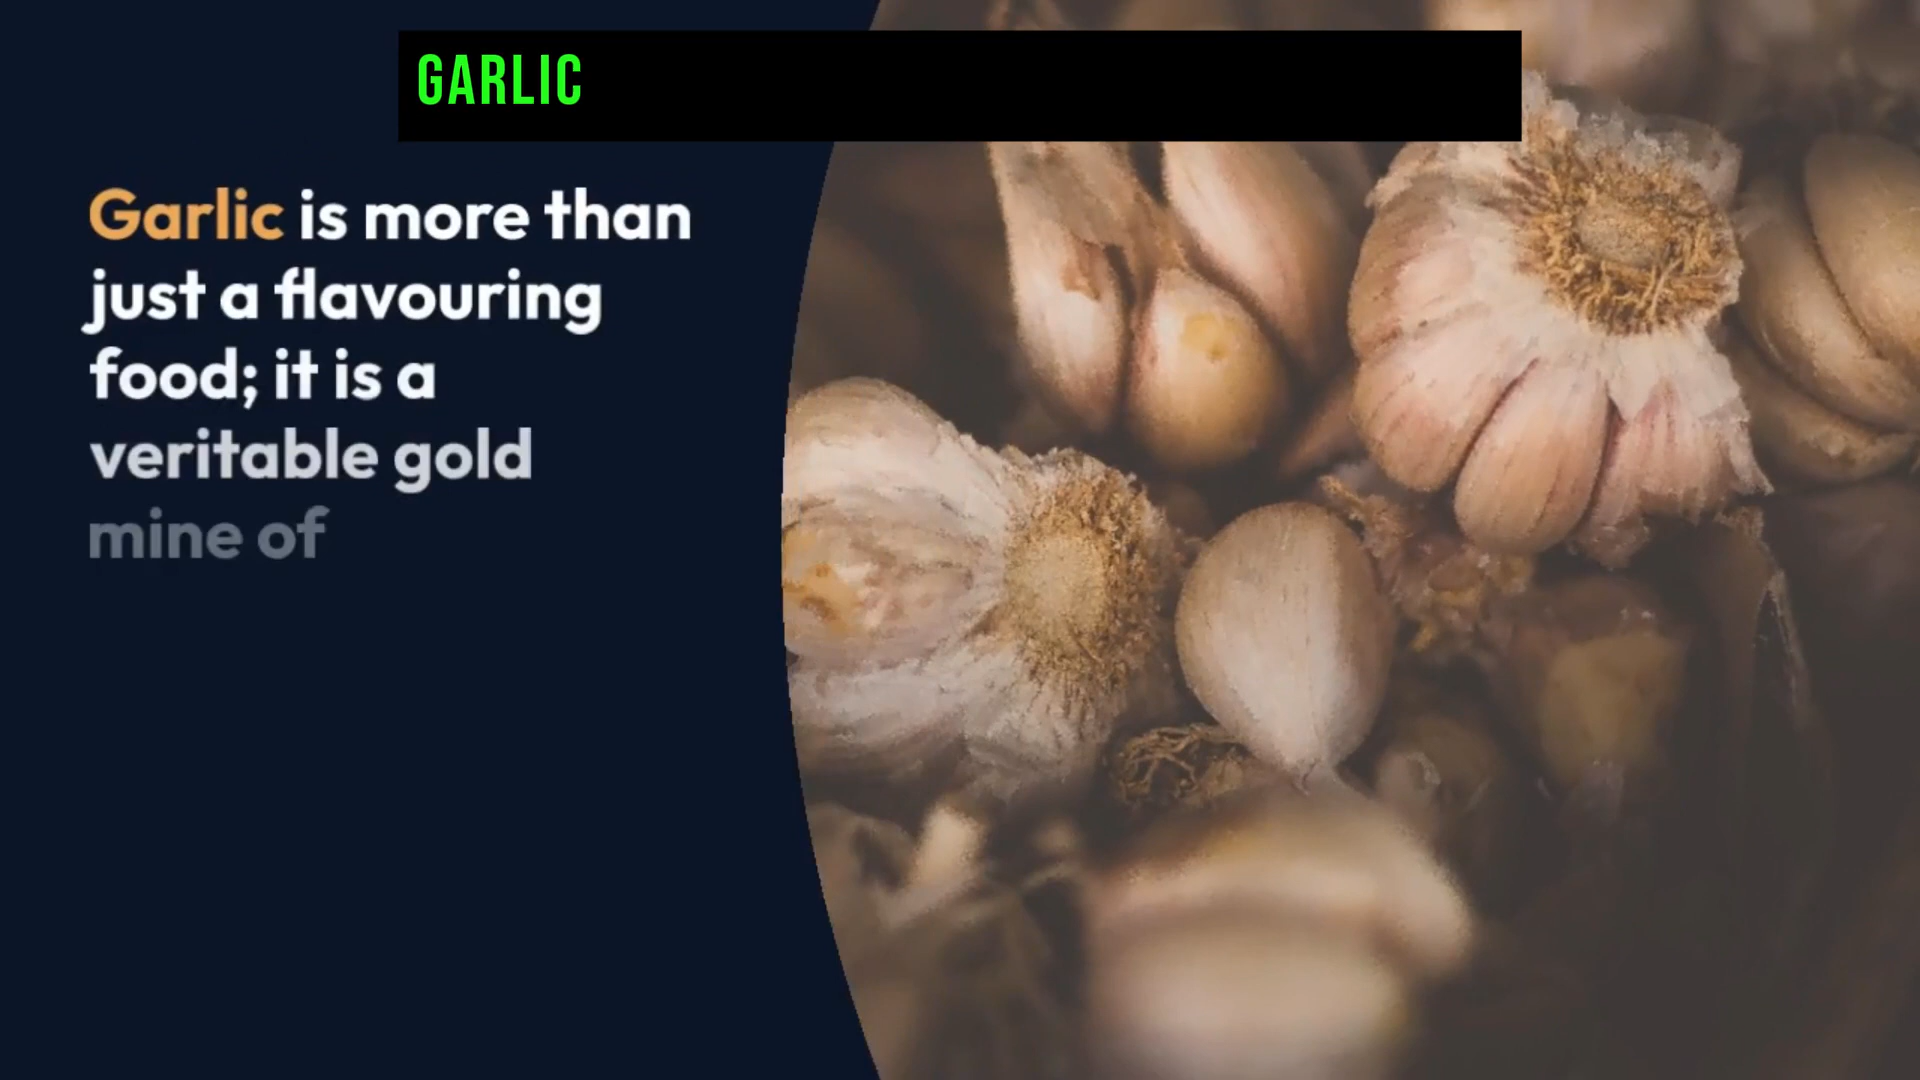 GARLIC
Garlic is more than
just a flavouring
food; it is a
veritable gold
mine of